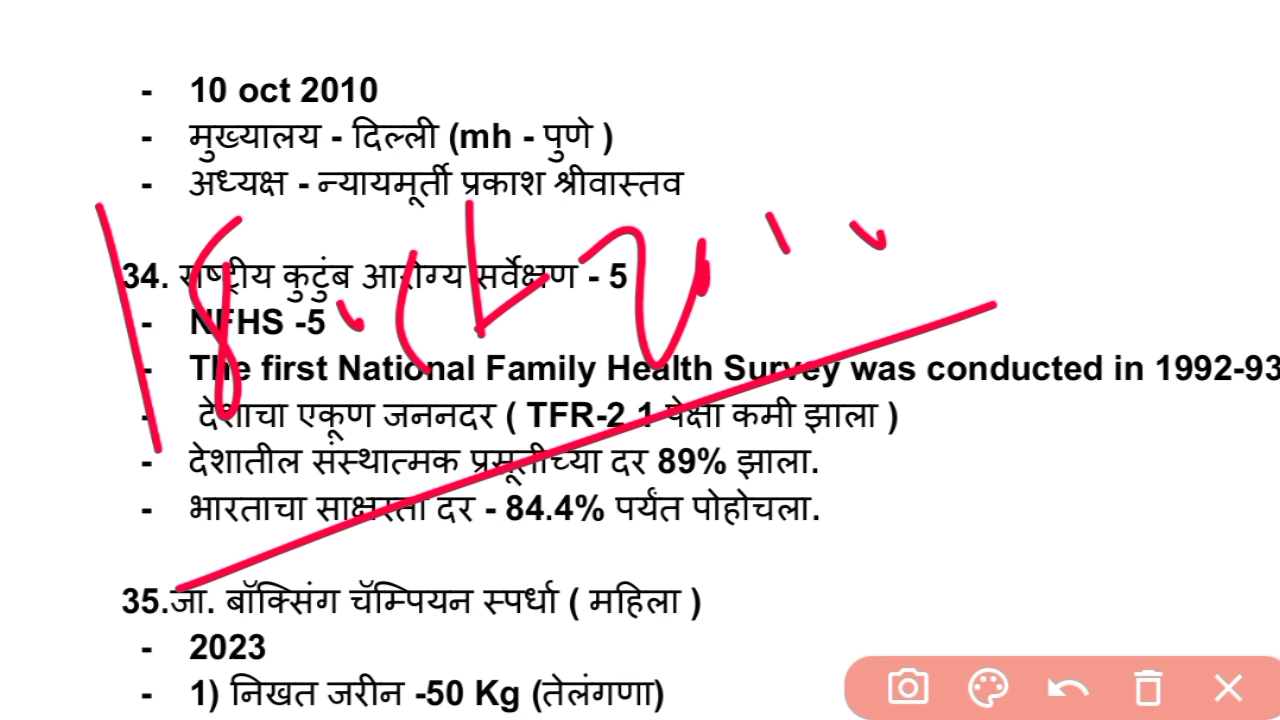 - 10 oct 2010
- मुख्यालय - दिल्ली (mh - पुणे )
- अध्यक्ष - न्यायमूर्ती प्रकाश श्रीवास्तव
34. राष्ट्रीय कुटुंब आरोग्य सर्वेक्षण - 5
- NFHS -5
- The first National Family Health Survey was conducted in 1992-93
- देशाचा एकूण जननदर ( TFR-2.1 पेक्षा कमी झाला )
- देशातील संस्थात्मक प्रसूतीच्या दर 89% झाला.
- भारताचा साक्षरता दर - 84.4% पर्यंत पोहोचला.
35.जा. बॉक्सिंग चॅम्पियन स्पर्धा ( महिला )
- 2023
- 1) निखत जरीन -50 Kg (तेलंगणा)